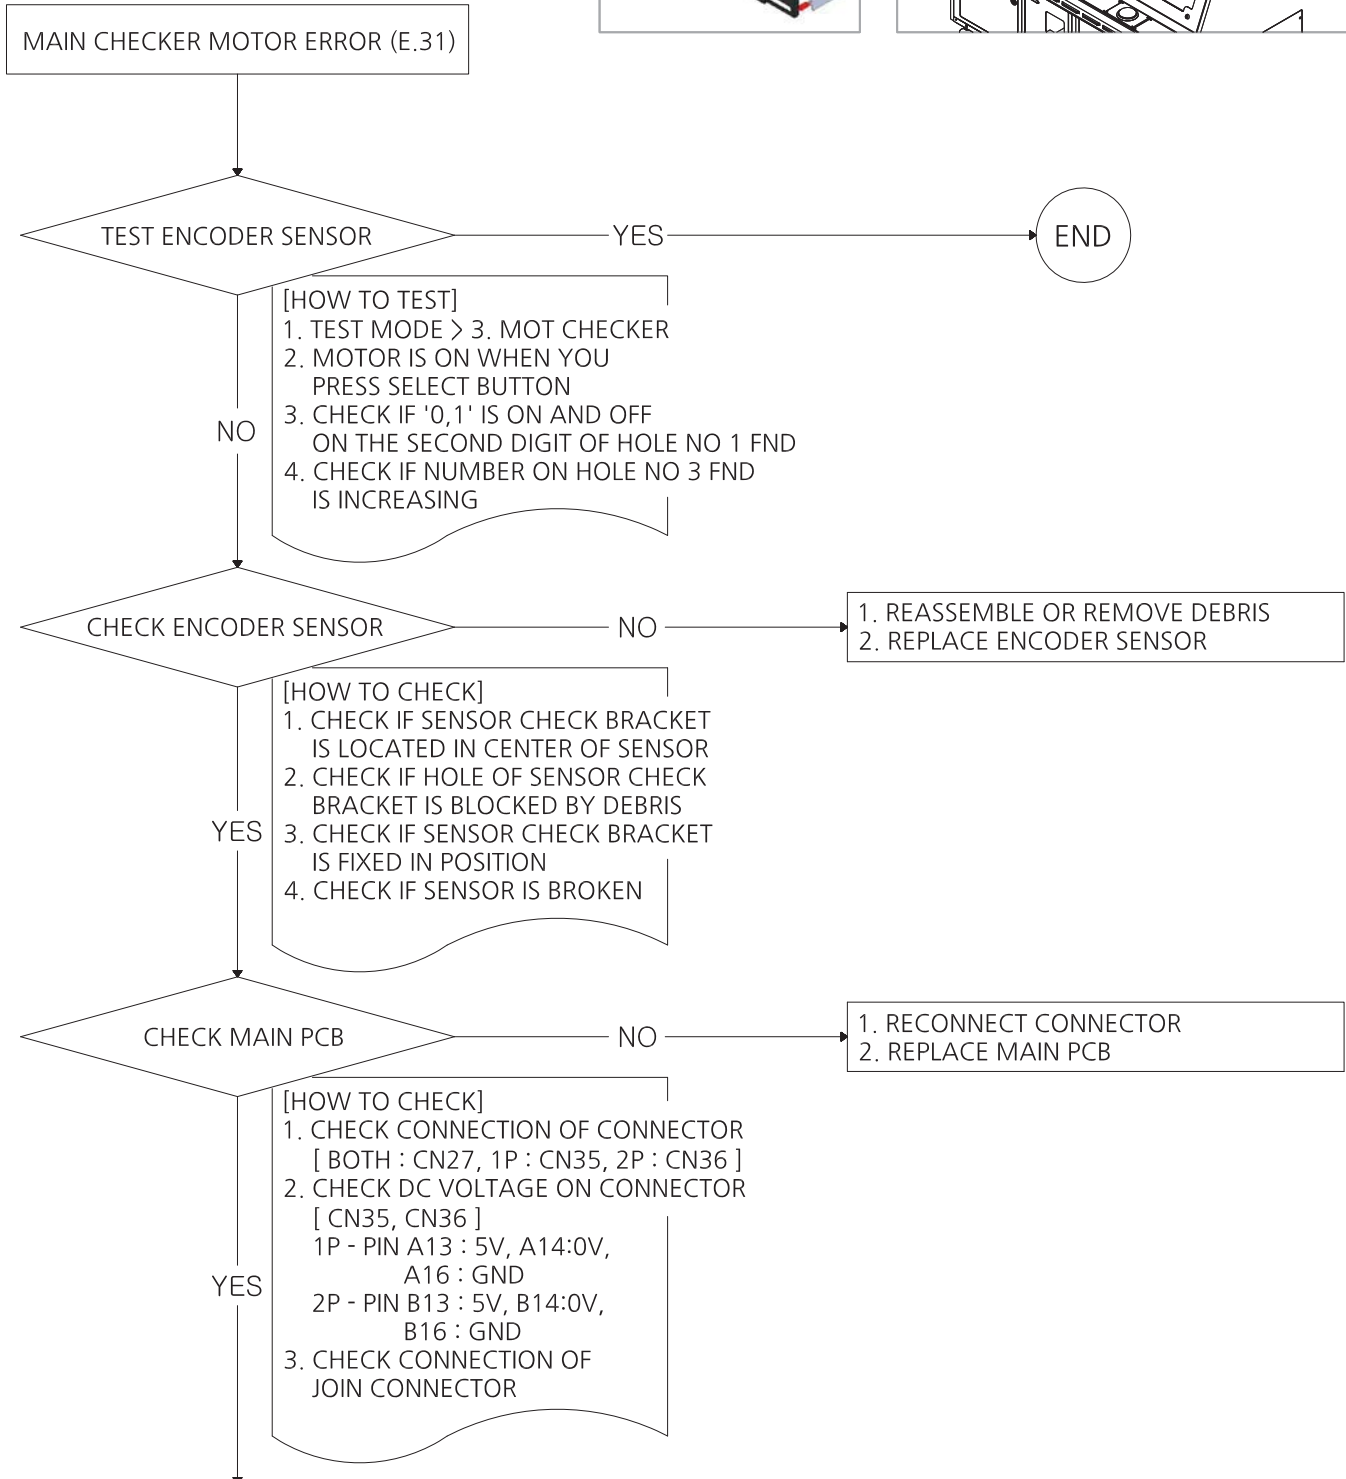 MAIN CHECKER MOTOR ERROR (E.31)
TEST ENCODER SENSOR
YES
END
[HOW TO TEST]
1. TEST MODE > 3. MOT CHECKER
2. MOTOR IS ON WHEN YOU
PRESS SELECT BUTTON
3. CHECK IF '0,1' IS ON AND OFF
ON THE SECOND DIGIT OF HOLE NO 1 FND
4. CHECK IF NUMBER ON HOLE NO 3 FND
IS INCREASING
NO
CHECK ENCODER SENSOR
NO
1. REASSEMBLE OR REMOVE DEBRIS
2. REPLACE ENCODER SENSOR
[HOW TO CHECK]
1. CHECK IF SENSOR CHECK BRACKET
IS LOCATED IN CENTER OF SENSOR
2. CHECK IF HOLE OF SENSOR CHECK
BRACKET IS BLOCKED BY DEBRIS
3. CHECK IF SENSOR CHECK BRACKET
IS FIXED IN POSITION
4. CHECK IF SENSOR IS BROKEN
YES
CHECK MAIN PCB
NO
1. RECONNECT CONNECTOR
2. REPLACE MAIN PCB
[HOW TO CHECK]
1. CHECK CONNECTION OF CONNECTOR
[ BOTH : CN27, 1P : CN35, 2P : CN36 ]
2. CHECK DC VOLTAGE ON CONNECTOR
[ CN35, CN36 ]
1P - PIN A13 : 5V, A14:0V,
A16 : GND
2P - PIN B13 : 5V, B14:0V,
B16 : GND
3. CHECK CONNECTION OF
JOIN CONNECTOR
YES